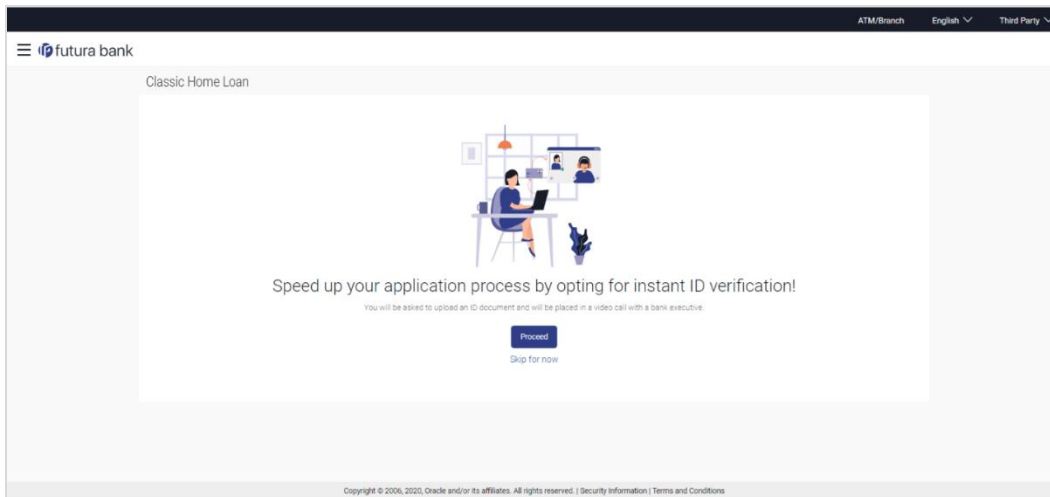 ATM/Branch English Third Party
futura bank
Classic Home Loan
Speed up your application process by opting for instant ID verification!
You will be asked to upload an ID document and will be placed in a video call with a bank executive.
Proceed
Skip for now
Copyright © 2006, 2020, Oracle and/or its affiliates. All rights reserved. | Security Information | Terms and Conditions